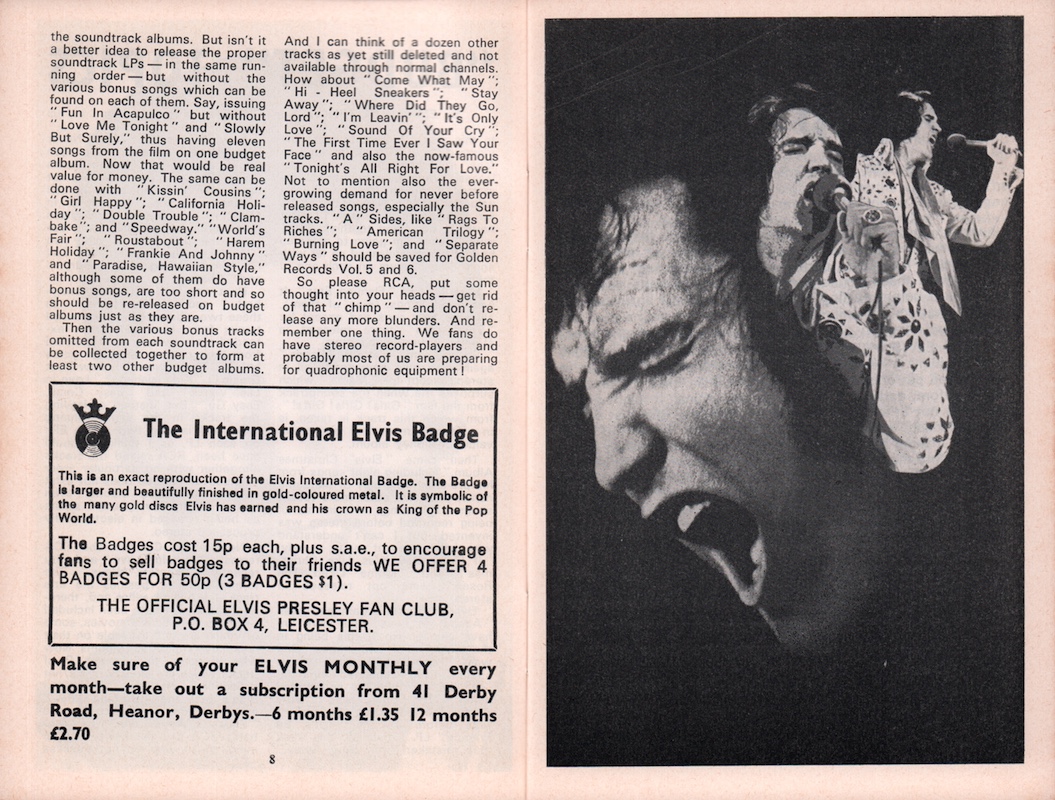 the soundtrack albums. But isn't it
a better idea to release the proper
soundtrack LPs — in the same run-
ning order — but without the
various bonus songs which can be
found on each of them. Say, issuing
"Fun In Acapulco" but without
"Love Me Tonight" and "Slowly
But Surely," thus having eleven
songs from the film on one budget
album. Now that would be real
value for money. The same can be
done with "Kissin' Cousins";
"Girl Happy"; "California Holi-
day"; "Double Trouble"; "Clam-
bake"; and "Speedway." "World's
Fair"; "Roustabout"; "Harem
Holiday"; "Frankie And Johnny"
and "Paradise, Hawaiian Style,"
although some of them do have
bonus songs, are too short and so
should be re-released on budget
albums just as they are.
Then the various bonus tracks
omitted from each soundtrack can
be collected together to form at
least two other budget albums.
And I can think of a dozen other
tracks as yet still deleted and not
available through normal channels.
How about "Come What May";
"Hi - Heel Sneakers"; "Stay
Away"; "Where Did They Go,
Lord"; "I'm Leavin'"; "It's Only
Love"; "Sound Of Your Cry";
"The First Time Ever I Saw Your
Face" and also the now-famous
"Tonight's All Right For Love."
Not to mention also the ever-
growing demand for never before
released songs, especially the Sun
tracks. "A" Sides, like "Rags To
Riches"; "American Trilogy";
"Burning Love"; and "Separate
Ways" should be saved for Golden
Records Vol. 5 and 6.
So please RCA, put some
thought into your heads — get rid
of that "chimp" — and don't re-
lease any more blunders. And re-
member one thing. We fans do
have stereo record-players and
probably most of us are preparing
for quadrophonic equipment!
The International Elvis Badge
This is an exact reproduction of the Elvis International Badge. The Badge
is larger and beautifully finished in gold-coloured metal. It is symbolic of
the many gold discs Elvis has earned and his crown as King of the Pop
World.
The Badges cost 15p each, plus s.a.e., to encourage
fans to sell badges to their friends WE OFFER 4
BADGES FOR 50p (3 BADGES $1).
THE OFFICIAL ELVIS PRESLEY FAN CLUB,
P.O. BOX 4, LEICESTER.
Make sure of your ELVIS MONTHLY every
month—take out a subscription from 41 Derby
Road, Heanor, Derbys.—6 months £1.35 12 months
£2.70
8